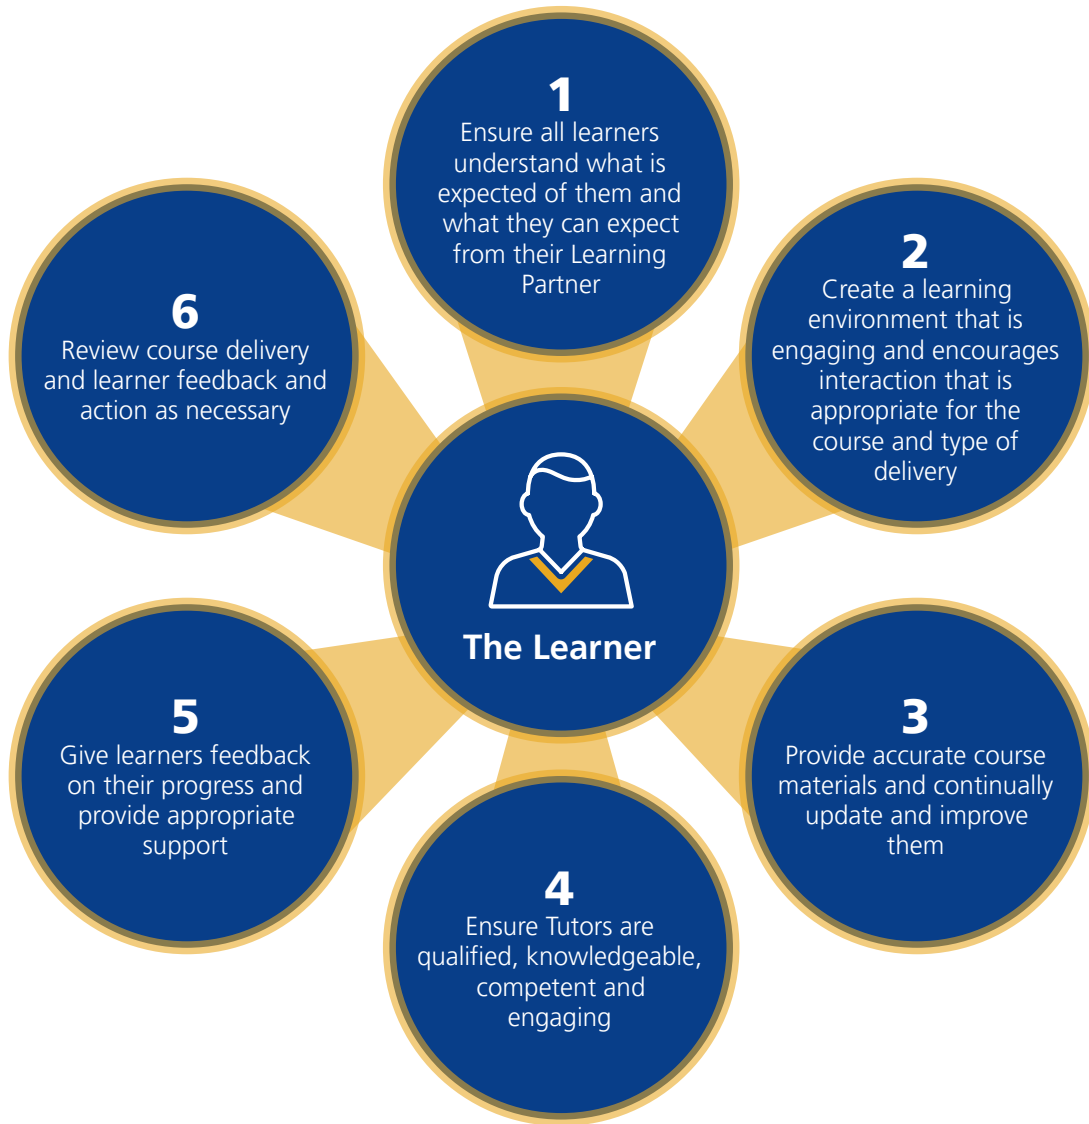 1
Ensure all learners
understand what is
expected of them and
what they can expect
from their Learning
Partner
2
Create a learning
environment that is
engaging and encourages
interaction that is
appropriate for the
course and type of
delivery
3
Provide accurate course
materials and continually
update and improve
them
4
Ensure Tutors are
qualified, knowledgeable,
competent and
engaging
5
Give learners feedback
on their progress and
provide appropriate
support
6
Review course delivery
and learner feedback and
action as necessary
The Learner